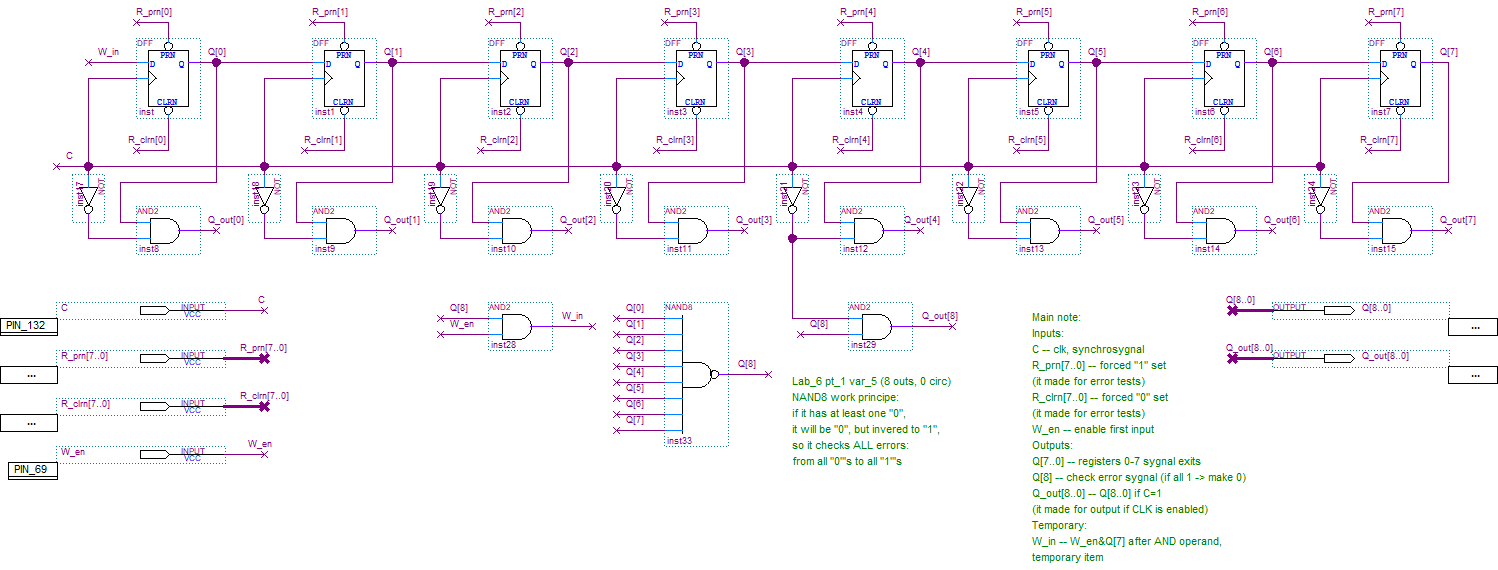 R_prn[0] R_prn[1] R_prn[2] R_prn[3] R_prn[4] R_prn[5] R_prn[6] R_prn[7]
DFF DFF DFF DFF DFF DFF DFF DFF
W_in Q[0] Q[1] Q[2] Q[3] Q[4] Q[5] Q[6] Q[7]
PRN PRN PRN PRN PRN PRN PRN PRN
D Q D Q D Q D Q D Q D Q D Q D Q
CLRN CLRN CLRN CLRN CLRN CLRN CLRN CLRN
inst inst1 inst2 inst3 inst4 inst5 inst6 inst7
R_clrn[0] R_clrn[1] R_clrn[2] R_clrn[3] R_clrn[4] R_clrn[5] R_clrn[6] R_clrn[7]
C
NOT NOT NOT NOT NOT NOT NOT NOT
AND2 AND2 AND2 AND2 AND2 AND2 AND2 AND2
Q_out[0] Q_out[1] Q_out[2] Q_out[3] Q_out[4] Q_out[5] Q_out[6] Q_out[7]
inst8 inst9 inst10 inst11 inst12 inst13 inst14 inst15
C INPUT VCC C
PIN_132
R_prn[7..0] INPUT VCC R_prn[7..0]
...
R_clrn[7..0] INPUT VCC R_clrn[7..0]
...
W_en INPUT VCC W_en
PIN_69
AND2
Q[8]
W_en
W_in
inst28
NAND8
Q[0]
Q[1]
Q[2]
Q[3]
Q[4]
Q[5]
Q[6]
Q[7]
Q[8]
inst33
AND2
Q[8]
Q_out[8]
inst29
Lab_6 pt_1 var_5 (8 outs, 0 circ)
NAND8 work principe:
if it has at least one "0",
it will be "0", but invered to "1",
so it checks ALL errors:
from all "0"'s to all "1"'s
Main note:
Inputs:
C -- clk, synchrosygnal
R_prn[7..0] -- forced "1" set
(it made for error tests)
R_clrn[7..0] -- forced "0" set
(it made for error tests)
W_en -- enable first input
Outputs:
Q[7..0] -- registers 0-7 sygnal exits
Q[8] -- check error sygnal (if all 1 -> make 0)
Q_out[8..0] -- Q[8..0] if C=1
(it made for output if CLK is enabled)
Temporary:
W_in -- W_en&Q[7] after AND operand,
temporary item
Q[8..0] OUTPUT Q[8..0]
...
Q_out[8..0] OUTPUT Q_out[8..0]
...